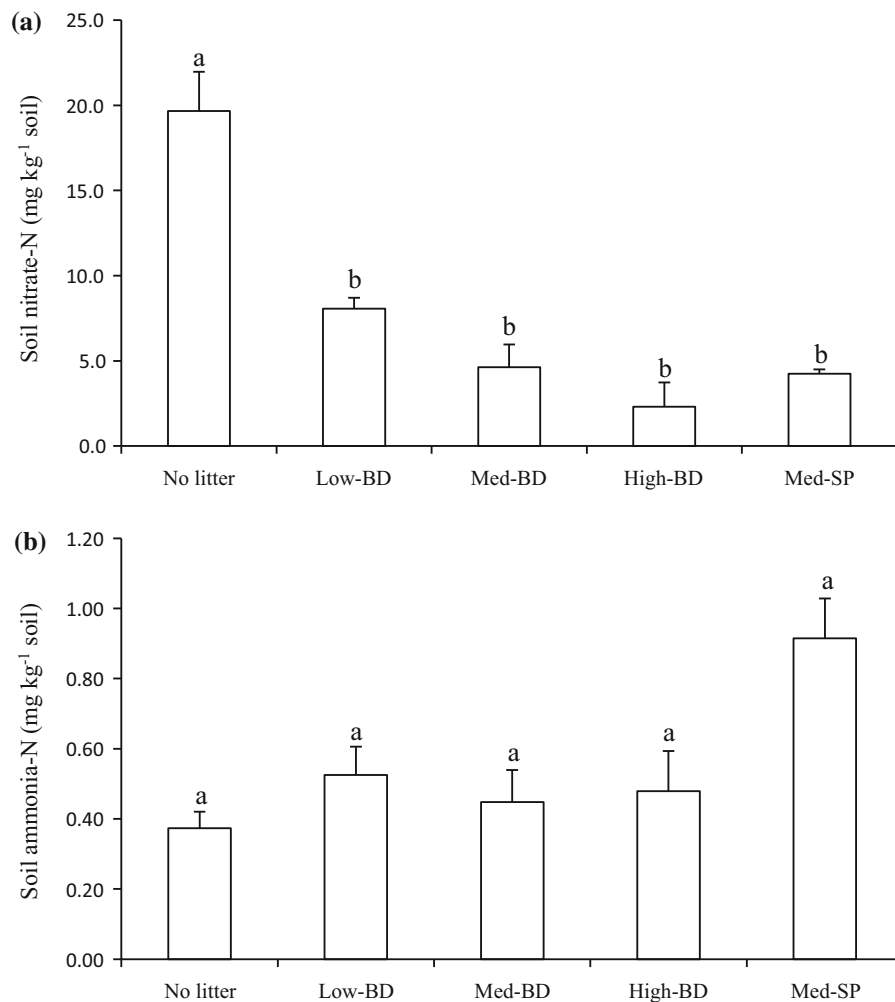 (a)
Soil nitrate-N (mg kg⁻¹ soil)
25.0
20.0
15.0
10.0
5.0
0.0
a
b
b
b
b
No litter Low-BD Med-BD High-BD Med-SP
(b)
Soil ammonia-N (mg kg⁻¹ soil)
1.20
1.00
0.80
0.60
0.40
0.20
0.00
a
a
a
a
a
No litter Low-BD Med-BD High-BD Med-SP